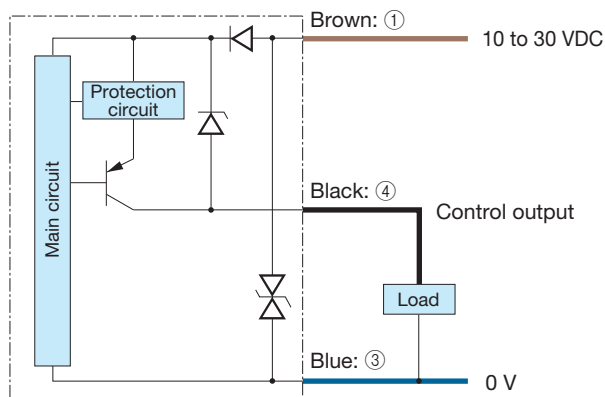 Brown: ①
10 to 30 VDC
Protection
circuit
Main circuit
Black: ④
Control output
Load
Blue: ③
0 V